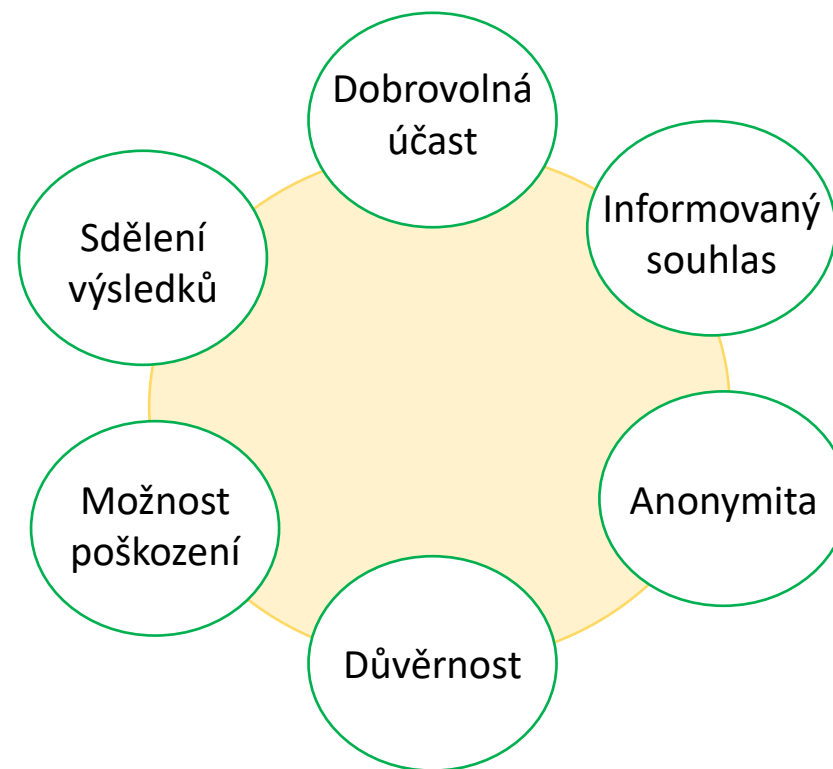 Dobrovolná
účast
Informovaný
souhlas
Anonymita
Důvěrnost
Možnost
poškození
Sdělení
výsledků